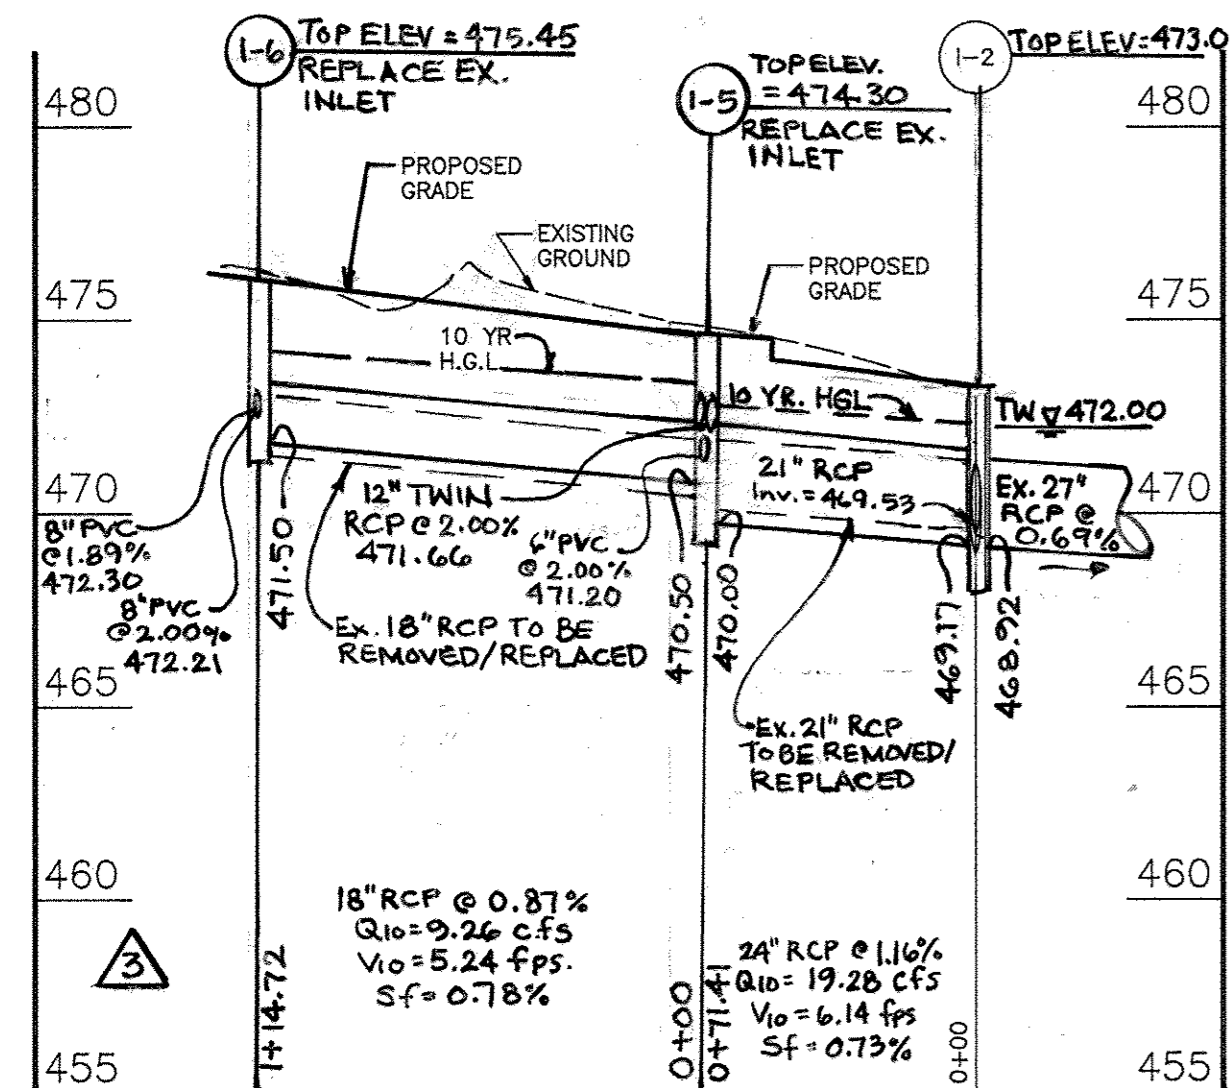 1-6
TOP ELEV = 475.45
REPLACE EX.
INLET
1-5
TOP ELEV.
= 474.30
REPLACE EX.
INLET
1-2
TOP ELEV: 473.0
480
480
PROPOSED
GRADE
EXISTING
GROUND
PROPOSED
GRADE
475
475
10 YR
H.G.L.
10 YR. HGL
TW 472.00
470
470
8" PVC
@ 1.89%
472.30
8" PVC
@ 2.00%
472.21
471.50
12" TWIN
RCP @ 2.00%
471.66
6" PVC
@ 2.00%
471.20
21" RCP
Inv. = 469.53
Ex. 27"
RCP @
0.69%
Ex. 18" RCP TO BE
REMOVED/REPLACED
470.50
470.00
469.17
468.92
465
465
Ex. 21" RCP
TO BE REMOVED/
REPLACED
460
460
18" RCP @ 0.87%
Q10 = 9.26 cfs
V10 = 5.24 fps.
Sf = 0.78%
24" RCP @ 1.16%
Q10 = 19.28 cfs
V10 = 6.14 fps
Sf = 0.73%
3
1+14.72
0+00
0+71.41
0+00
455
455